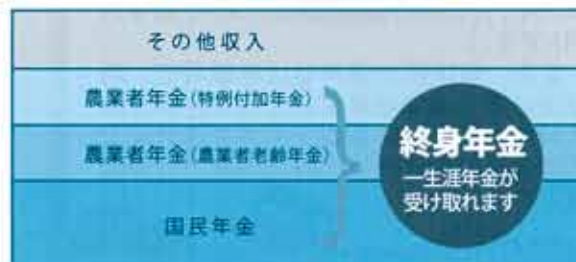 その他収入
農業者年金(特例付加年金)
農業者年金(農業者老齢年金)
国民年金
終身年金
一生涯年金が
受け取れます